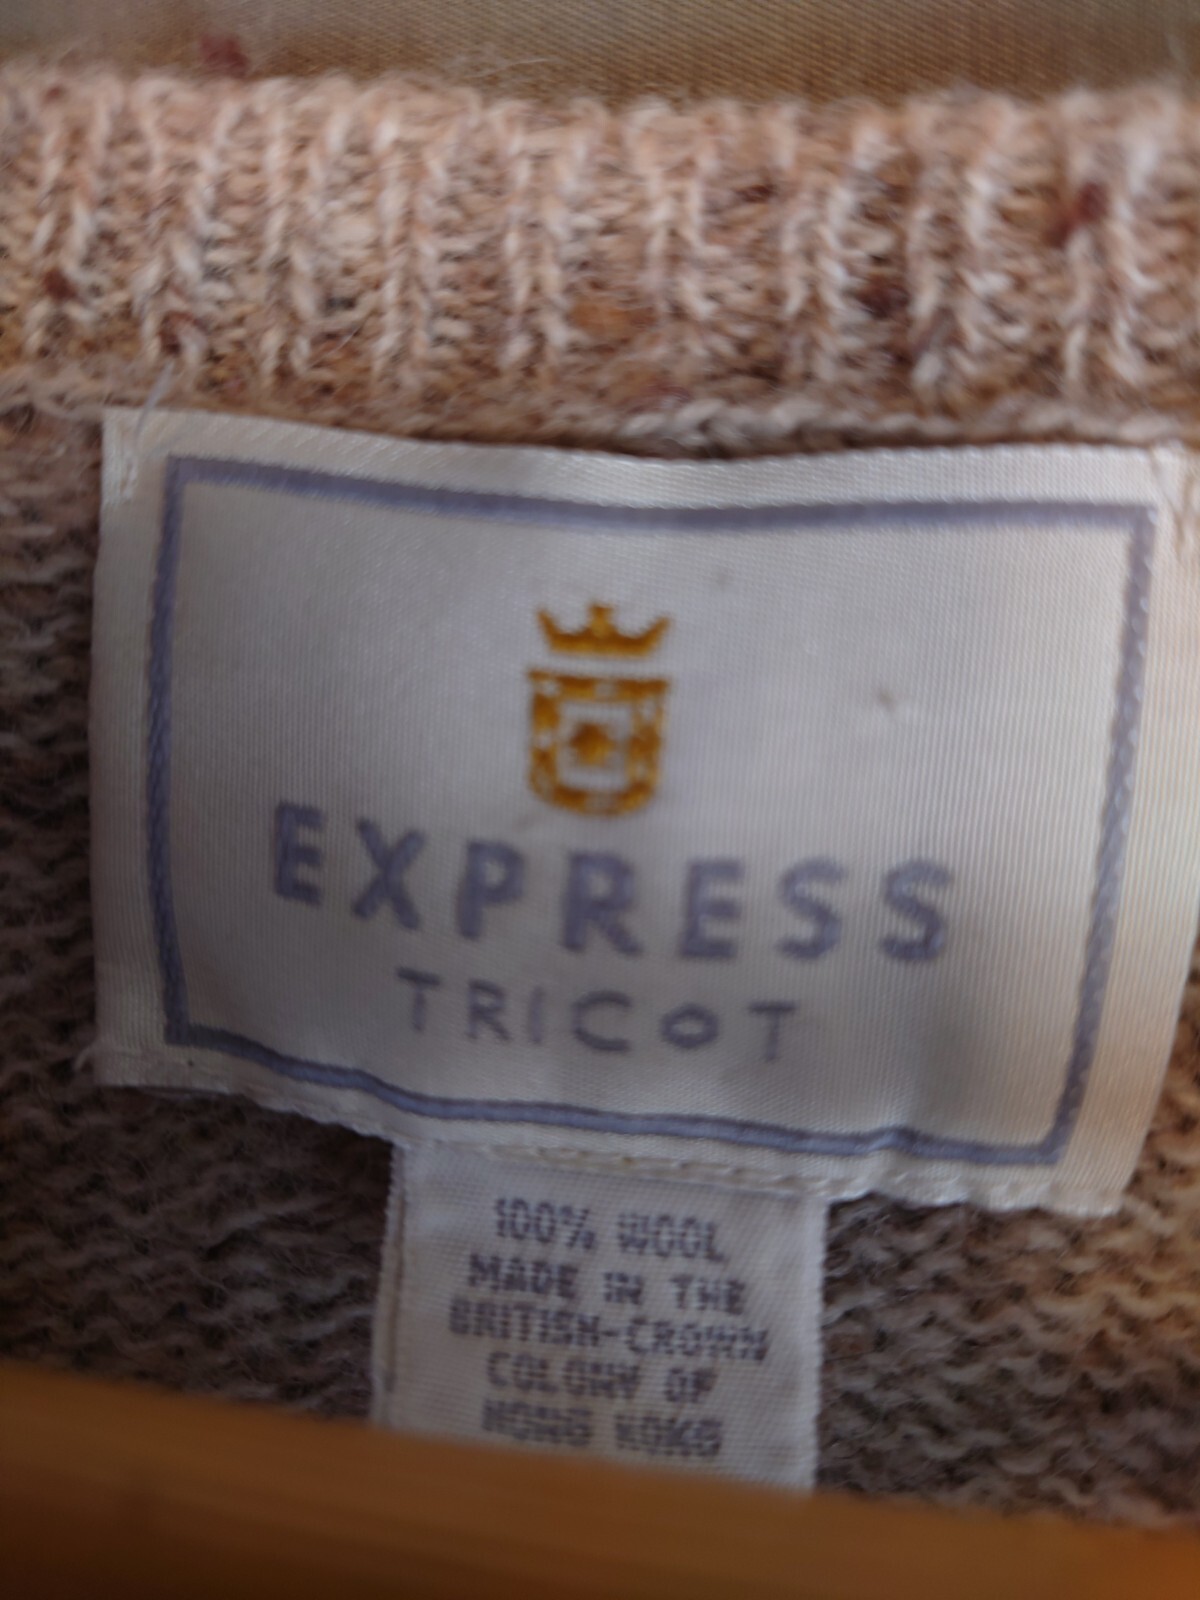 EXPRESS
TRICOT
100% WOOL
MADE IN THE
BRITISH-CROWN
COLONY OF
HONG KONG